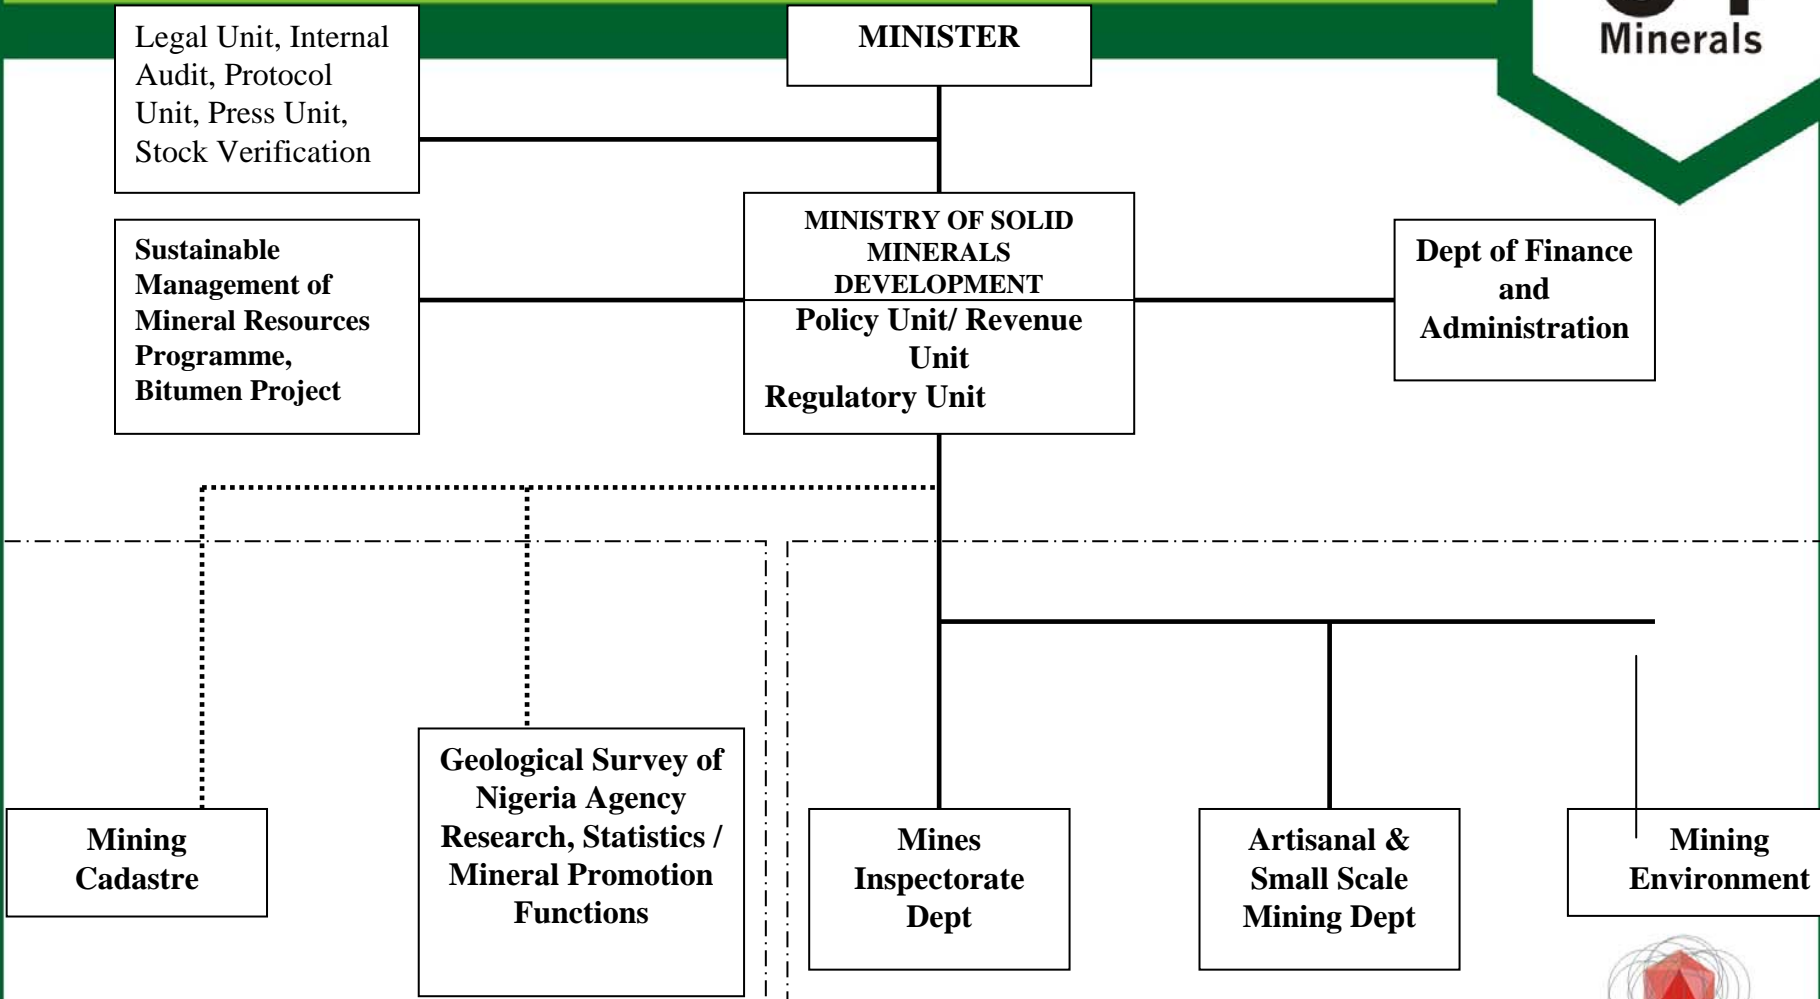 Legal Unit, Internal
Audit, Protocol
Unit, Press Unit,
Stock Verification
MINISTER
Minerals
Sustainable
Management of
Mineral Resources
Programme,
Bitumen Project
MINISTRY OF SOLID
MINERALS
DEVELOPMENT
Policy Unit/ Revenue
Unit
Regulatory Unit
Dept of Finance
and
Administration
Mining
Cadastre
Geological Survey of
Nigeria Agency
Research, Statistics /
Mineral Promotion
Functions
Mines
Inspectorate
Dept
Artisanal &
Small Scale
Mining Dept
Mining
Environment